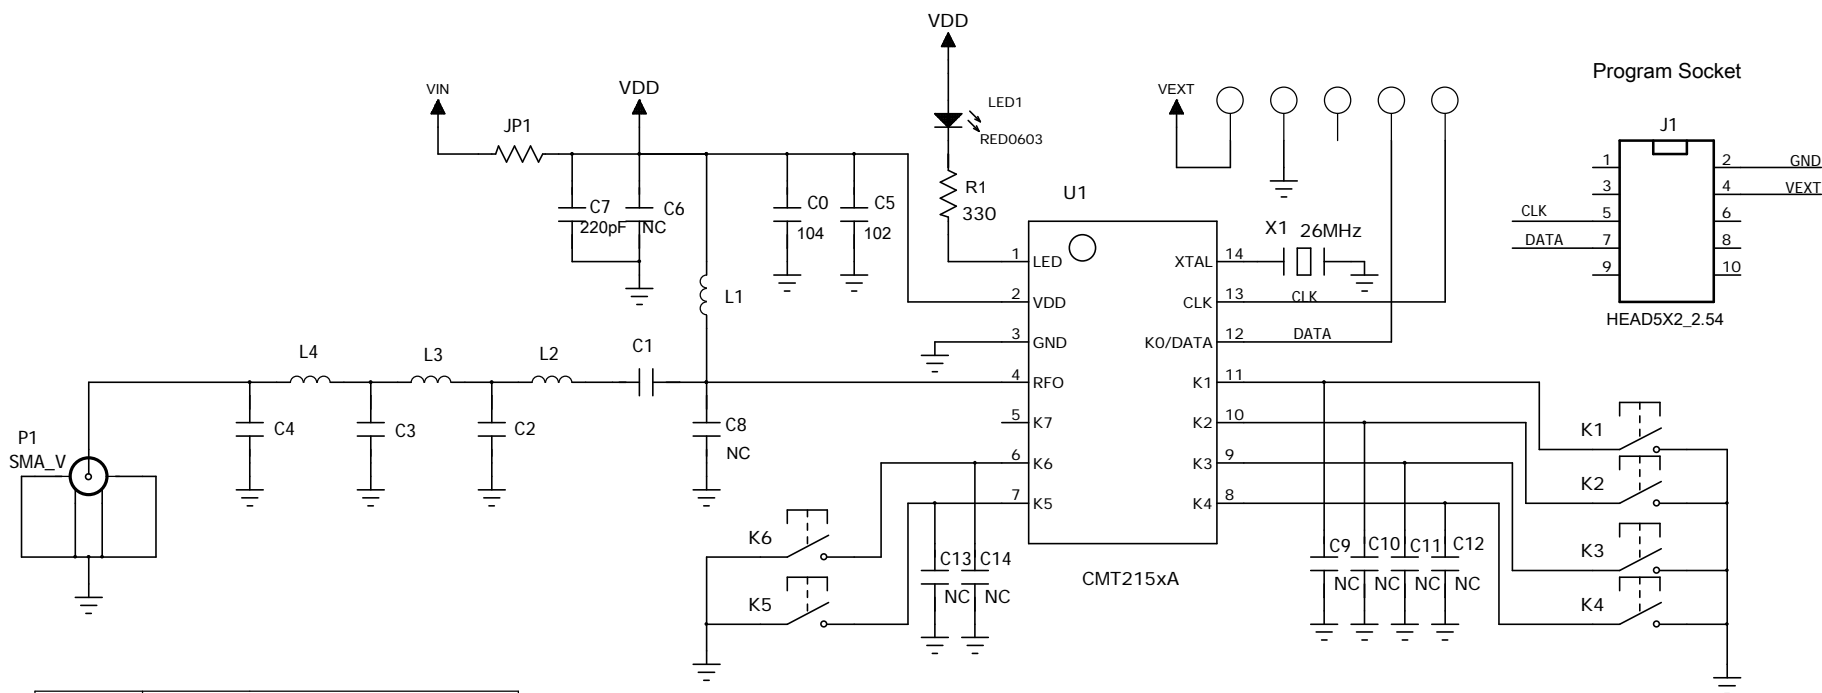 VDD
Program Socket
VIN
VDD
VEXT
LED1
RED0603
JP1
J1
1
2
GND
3
4
VEXT
CLK
5
6
DATA
7
8
9
10
HEAD5X2_2.54
R1
330
U1
C7
220pF
C6
NC
C0
104
C5
102
X1
26MHz
1
LED
XTAL
14
2
VDD
CLK
13
CLK
3
GND
K0/DATA
12
DATA
4
RFO
K1
11
5
K7
K2
10
6
K6
K3
9
7
K5
K4
8
CMT215xA
L1
L4
L3
L2
C1
C4
C3
C2
C8
NC
P1
SMA_V
K6
K5
C13
NC
C14
NC
C9
NC
C10
NC
C11
NC
C12
NC
K1
K2
K3
K4